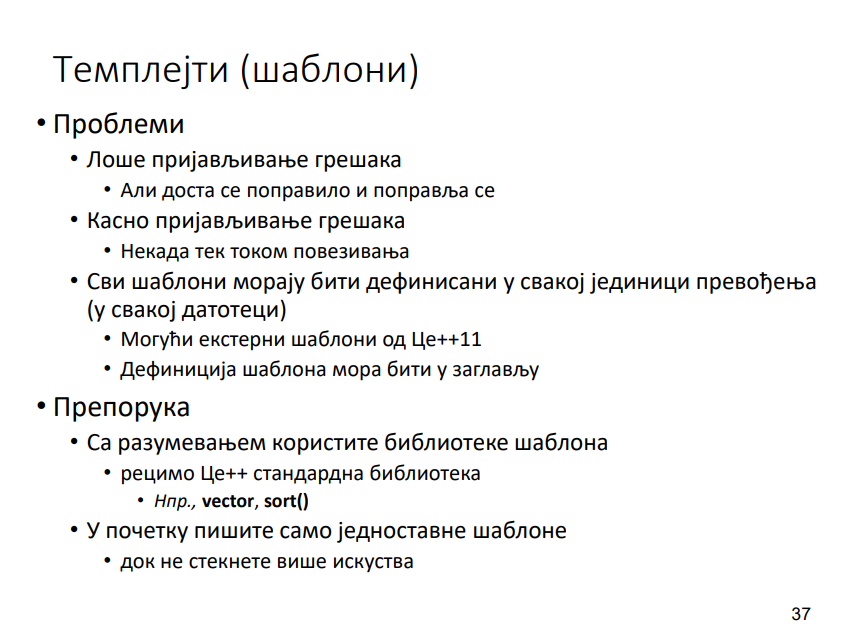 Темплејти (шаблони)
• Проблеми
• Лоше пријављивање грешака
• Али доста се поправило и поправља се
• Касно пријављивање грешака
• Некада тек током повезивања
• Сви шаблони морају бити дефинисани у свакој јединици превођења
(у свакој датотеци)
• Могући екстерни шаблони од Це++11
• Дефиниција шаблона мора бити у заглављу
• Препорука
• Са разумевањем користите библиотеке шаблона
• рецимо Це++ стандардна библиотека
• Нпр., vector, sort()
• У почетку пишите само једноставне шаблоне
• док не стекнете више искуства
37